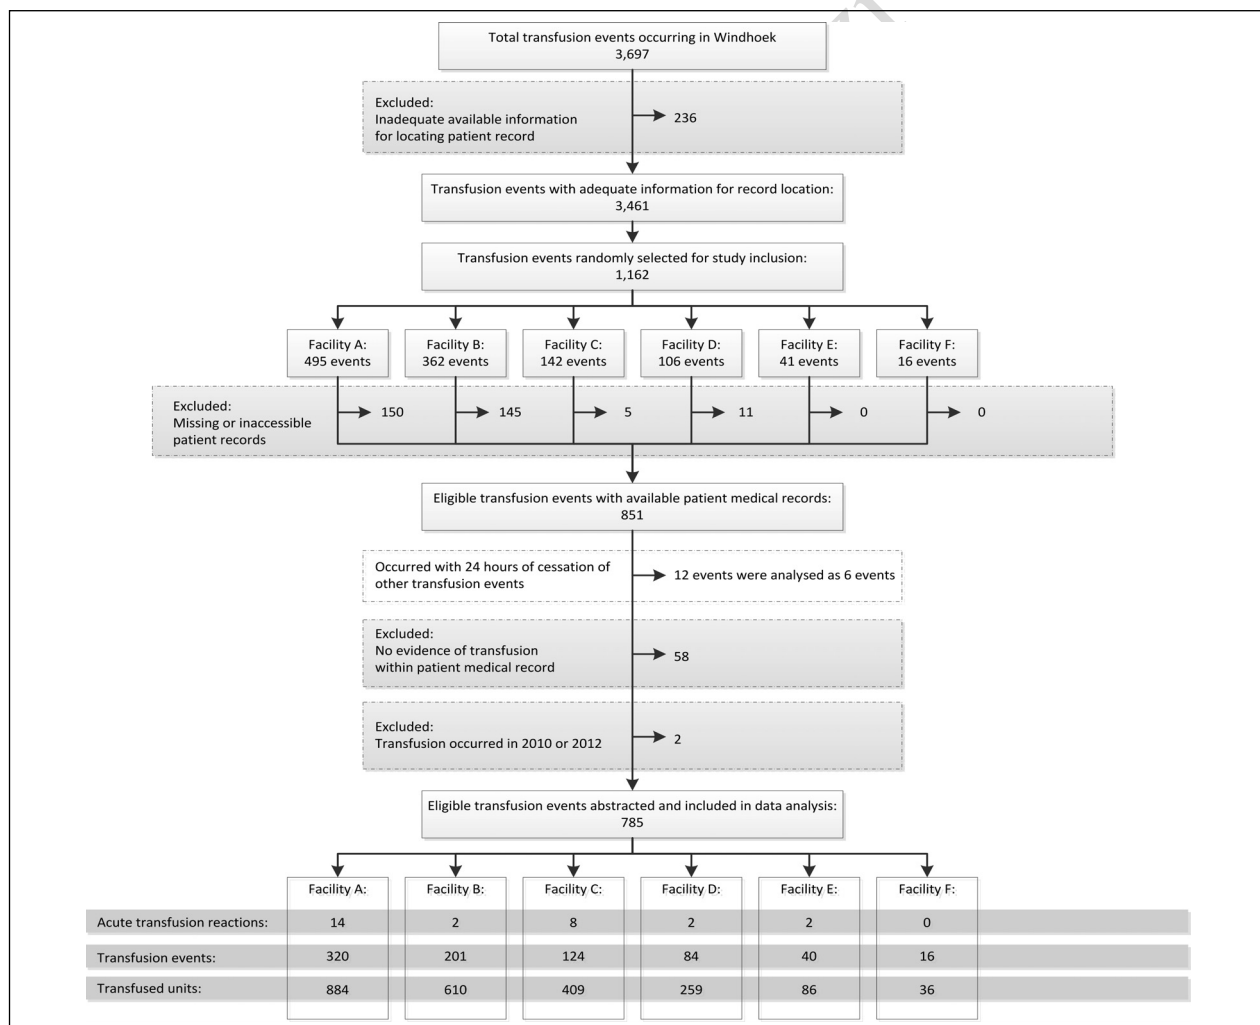 Total transfusion events occurring in Windhoek
3,697
Excluded:
Inadequate available information
for locating patient record
236
Transfusion events with adequate information for record location:
3,461
Transfusion events randomly selected for study inclusion:
1,162
Facility A:
495 events
Facility B:
362 events
Facility C:
142 events
Facility D:
106 events
Facility E:
41 events
Facility F:
16 events
Excluded:
Missing or inaccessible
patient records
150
145
5
11
0
0
Eligible transfusion events with available patient medical records:
851
Occurred with 24 hours of cessation of
other transfusion events
12 events were analysed as 6 events
Excluded:
No evidence of transfusion
within patient medical record
58
Excluded:
Transfusion occurred in 2010 or 2012
2
Eligible transfusion events abstracted and included in data analysis:
785
Facility A: Facility B: Facility C: Facility D: Facility E: Facility F:
Acute transfusion reactions: 14 2 8 2 2 0
Transfusion events: 320 201 124 84 40 16
Transfused units: 884 610 409 259 86 36